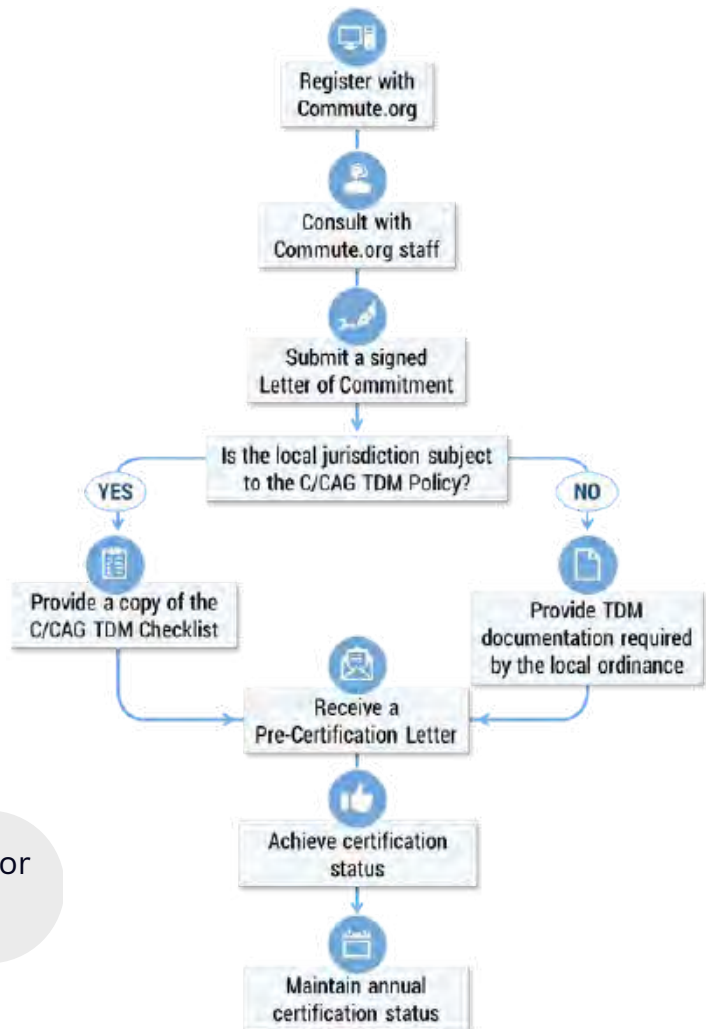 Register with
Commute.org
Consult with
Commute.org staff
Submit a signed
Letter of Commitment
Is the local jurisdiction subject
to the C/CAG TDM Policy?
YES
NO
Provide a copy of the
C/CAG TDM Checklist
Provide TDM
documentation required
by the local ordinance
Receive a
Pre-Certification Letter
Achieve certification
status
or
Maintain annual
certification status